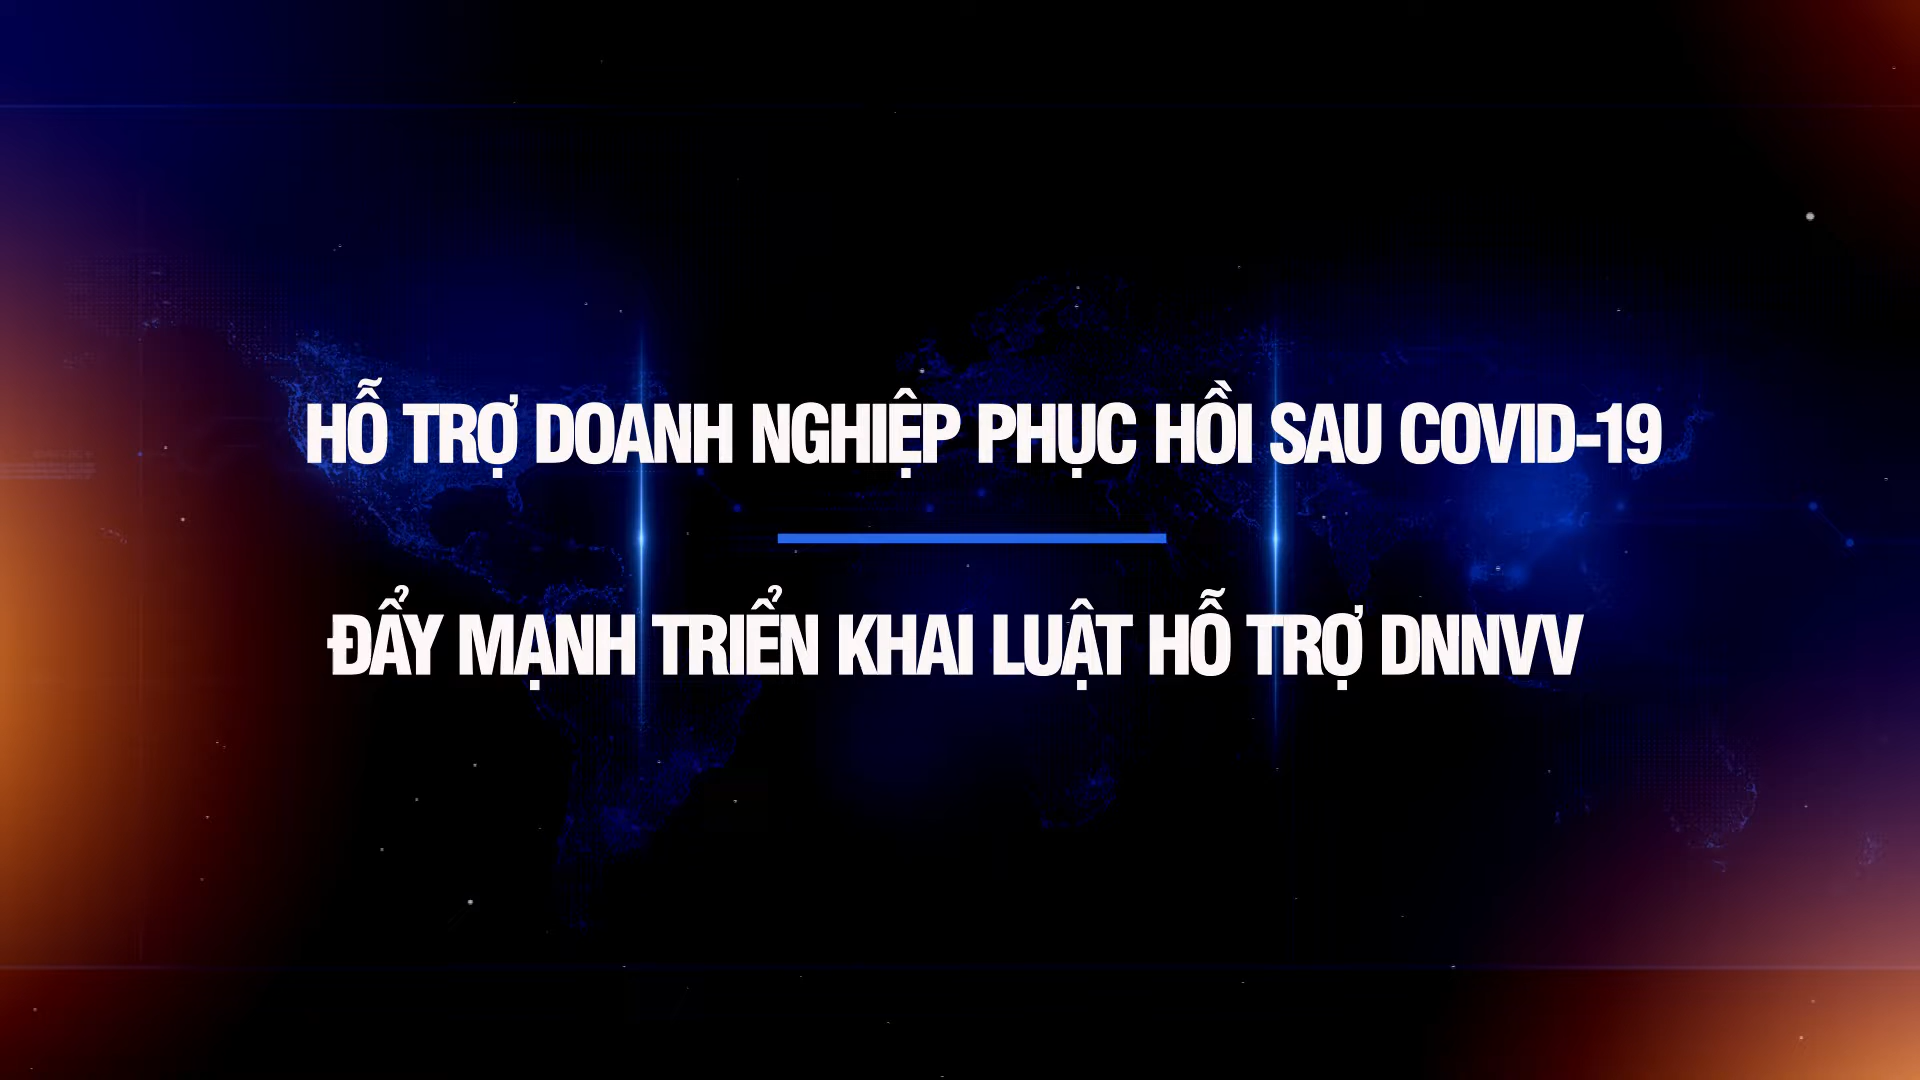 HỖ TRỢ DOANH NGHIỆP PHỤC HỒI SAU COVID-19
ĐẨY MẠNH TRIỂN KHAI LUẬT HỖ TRỢ DNNVV